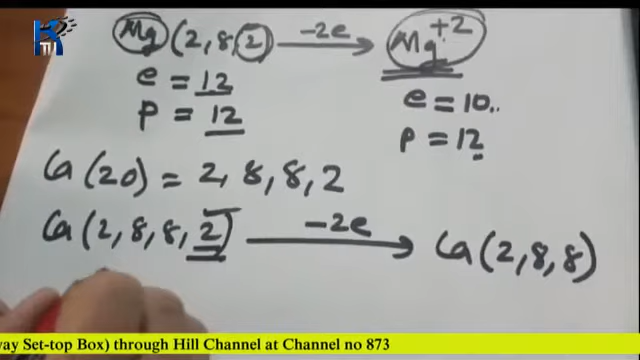 K
TM
Mg (2,8,2) -2e → Mg+2
e = 12
e = 10..
P = 12
P = 12
Ca (20) = 2, 8, 8, 2
Ca (2, 8, 8, 2) -2e → Ca (2, 8, 8)
way Set-top Box) through Hill Channel at Channel no 873